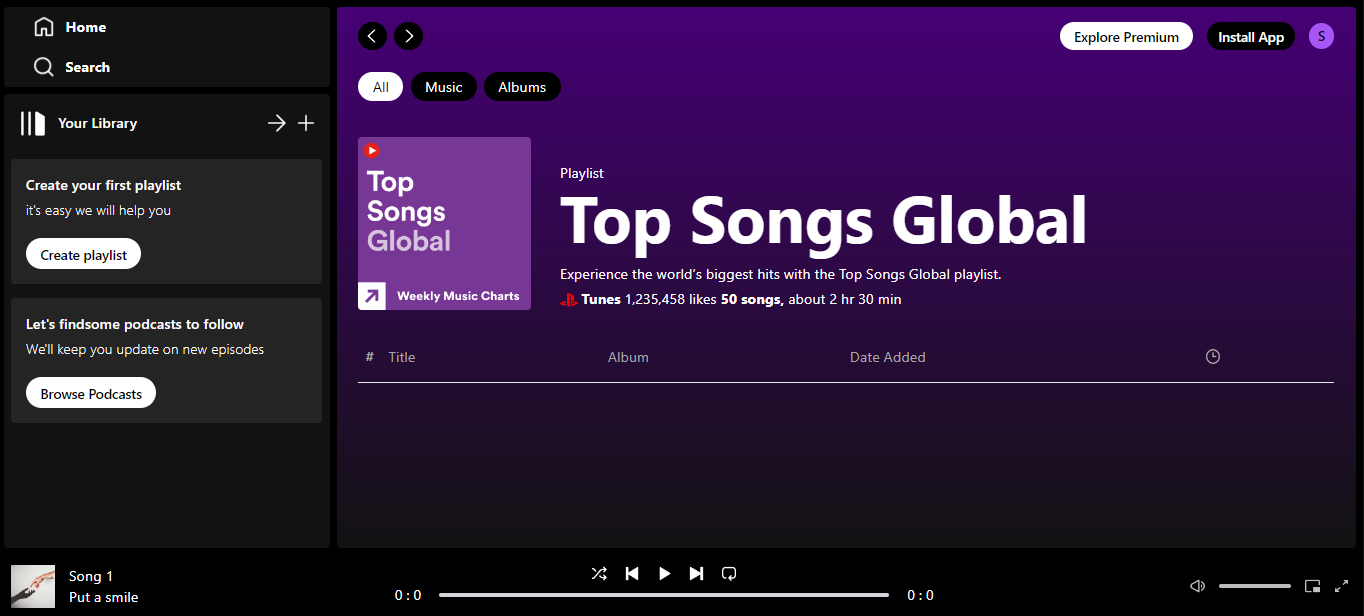 Home
Search
Your Library
Create your first playlist
it's easy we will help you
Create playlist
Let's findsome podcasts to follow
We'll keep you update on new episodes
Browse Podcasts
Explore Premium
Install App
S
All
Music
Albums
Top
Songs
Global
Weekly Music Charts
Playlist
Top Songs Global
Experience the world’s biggest hits with the Top Songs Global playlist.
Tunes 1,235,458 likes 50 songs, about 2 hr 30 min
# Title Album Date Added
Song 1
Put a smile
0 : 0
0 : 0